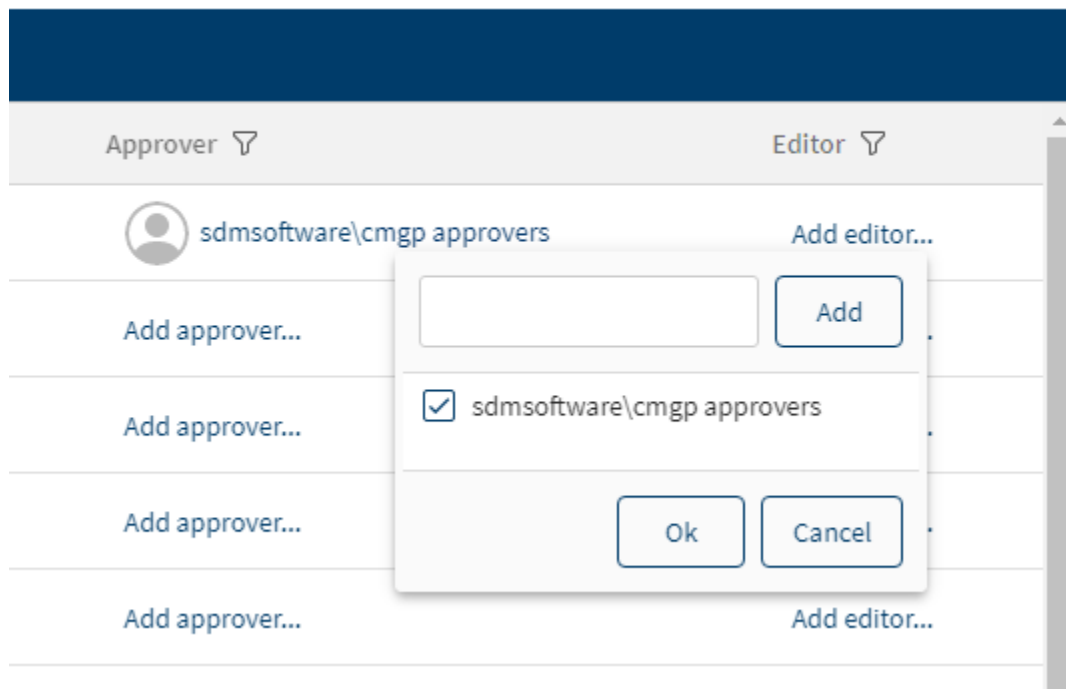 Approver Editor
sdmsoftware\cmgp approvers Add editor...
Add
Add approver... .
sdmsoftware\cmgp approvers
Add approver... .
Ok Cancel
Add approver... .
Add approver... Add editor...